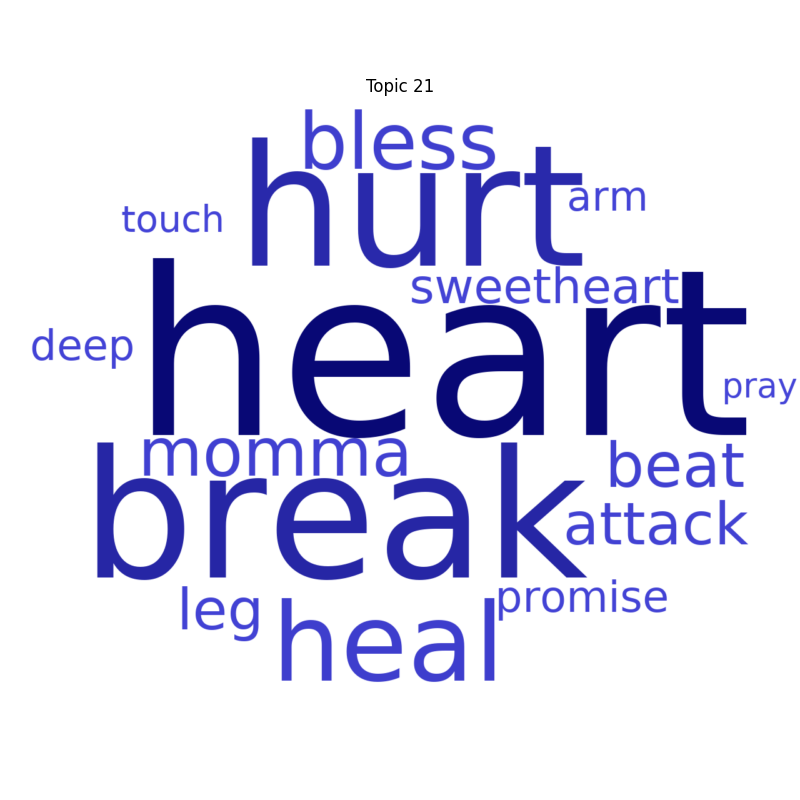 Topic 21
bless
hurt
arm
touch
sweetheart
heart
deep
pray
momma
beat
break
attack
promise
leg
heal